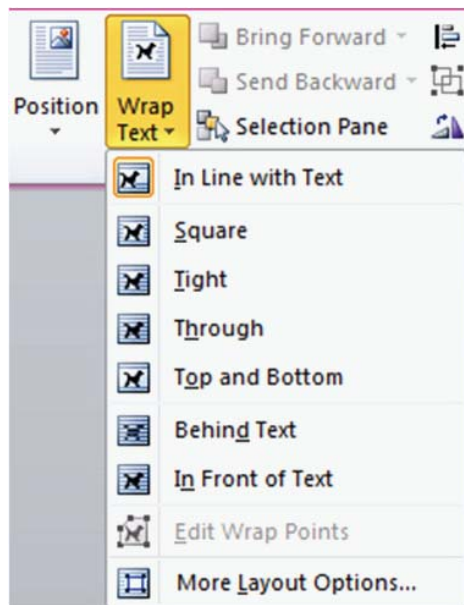 Bring Forward
Send Backward
Position
Wrap
Text
Selection Pane
In Line with Text
Square
Tight
Through
Top and Bottom
Behind Text
In Front of Text
Edit Wrap Points
More Layout Options...